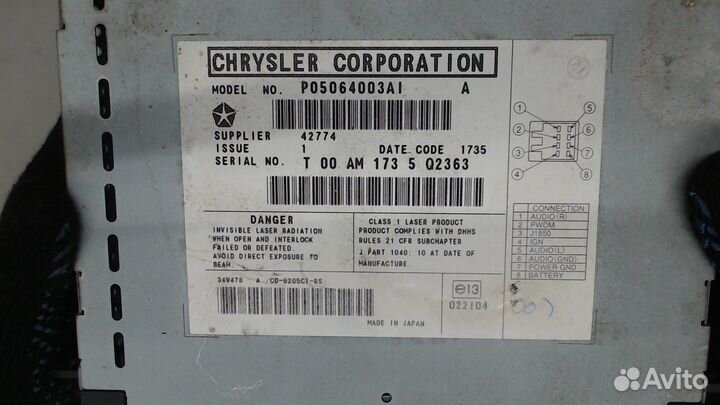 CHRYSLER CORPORATION
MODEL NO. P05064003AI A
SUPPLIER 42774
ISSUE 1 DATE CODE 1735
SERIAL NO. T 00 AM 173 5 Q2363
DANGER
INVISIBLE LASER RADIATION
WHEN OPEN AND INTERLOCK
FAILED OR DEFEATED.
AVOID DIRECT EXPOSURE TO
BEAM.
CLASS 1 LASER PRODUCT
PRODUCT COMPLIES WITH DHHS
RULES 21 CFR SUBCHAPTER
J PART 1040: 10 AT DATE OF
MANUFACTURE.
34W478 A /CD-6205CJ-RS
e13
022104
MADE IN JAPAN
1 5
2 6
3 7
4 8
CONNECTION
1 AUDIO(R)
2 PWDM
3 J1850
4 IGN
5 AUDIO(L)
6 AUDIO(GND)
7 POWER GND
8 BATTERY
Avito